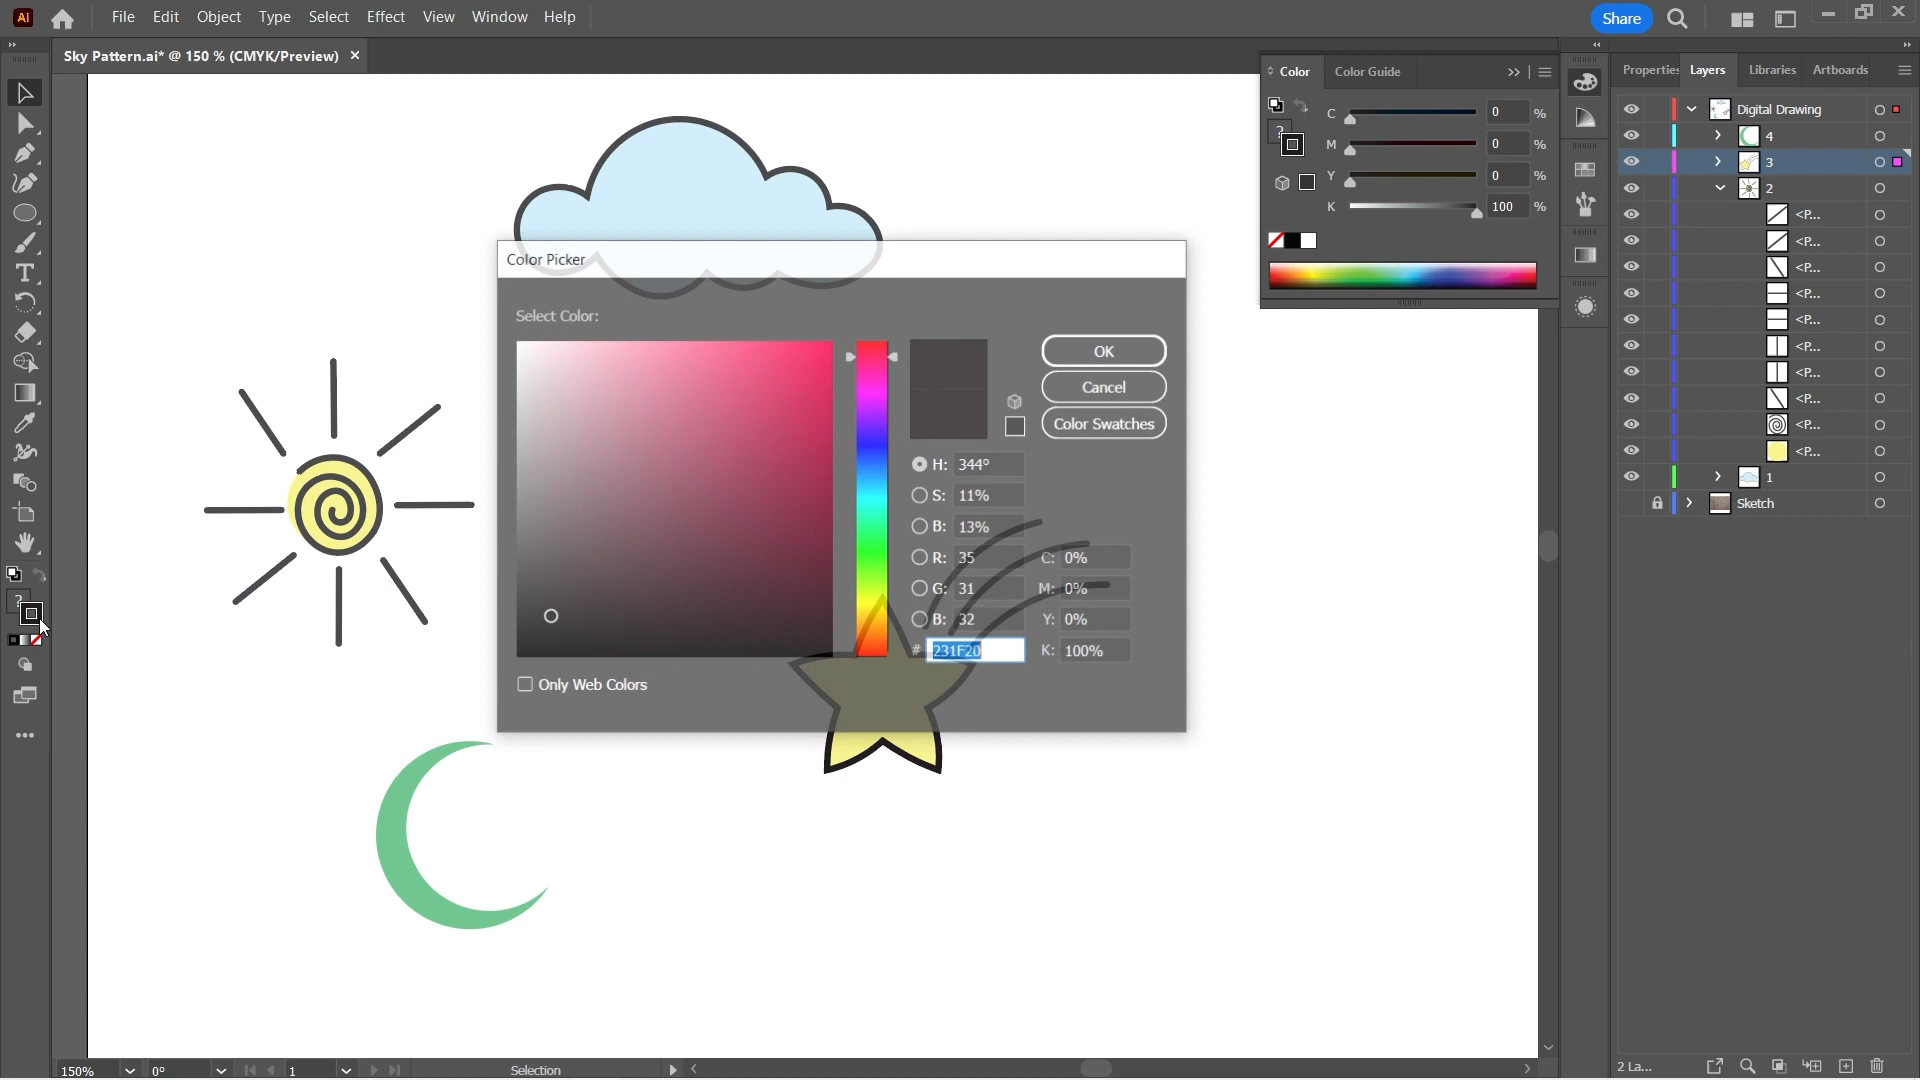 Ai File Edit Object Type Select Effect View Window Help Share
Sky Pattern.ai* @ 150 % (CMYK/Preview)
Color Color Guide
C 0 %
M 0 %
Y 0 %
K 100 %
Properties Layers Libraries Artboards
Digital Drawing
4
3
2
<P...
<P...
<P...
<P...
<P...
<P...
<P...
<P...
<P...
<P...
1
Sketch
Color Picker
Select Color:
OK
Cancel
Color Swatches
H: 344°
S: 11%
B: 13%
R: 35 C: 0%
G: 31 M: 0%
B: 32 Y: 0%
# 231F20 K: 100%
Only Web Colors
?
?
150% 0° 1 Selection
2 La...